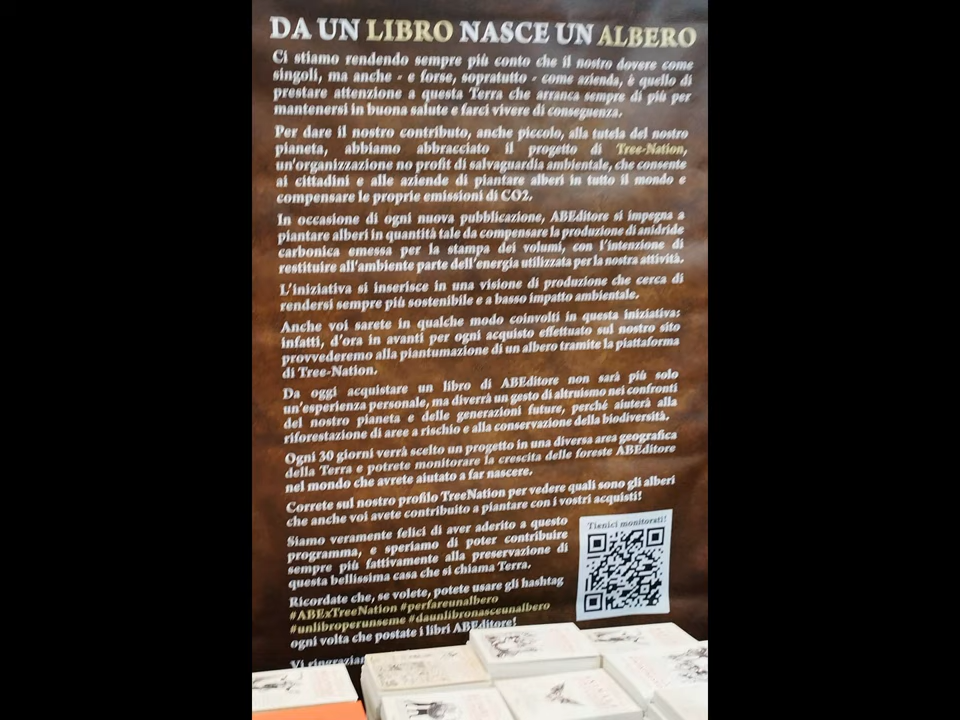 DA UN LIBRO NASCE UN ALBERO
Ci stiamo rendendo sempre più conto che il nostro dovere come
singoli, ma anche - e forse, sopratutto - come azienda, è quello di
prestare attenzione a questa Terra che arranca sempre di più per
mantenersi in buona salute e farci vivere di conseguenza.
Per dare il nostro contributo, anche piccolo, alla tutela del nostro
pianeta, abbiamo abbracciato il progetto di Tree-Nation,
un'organizzazione no profit di salvaguardia ambientale, che consente
ai cittadini e alle aziende di piantare alberi in tutto il mondo e
compensare le proprie emissioni di CO2.
In occasione di ogni nuova pubblicazione, ABEditore si impegna a
piantare alberi in quantità tale da compensare la produzione di anidride
carbonica emessa per la stampa dei volumi, con l'intenzione di
restituire all'ambiente parte dell'energia utilizzata per la nostra attività.
L'iniziativa si inserisce in una visione di produzione che cerca di
rendersi sempre più sostenibile e a basso impatto ambientale.
Anche voi sarete in qualche modo coinvolti in questa iniziativa:
infatti, d'ora in avanti per ogni acquisto effettuato sul nostro sito
provvederemo alla piantumazione di un albero tramite la piattaforma
di Tree-Nation.
Da oggi acquistare un libro di ABEditore non sarà più solo
un'esperienza personale, ma diverrà un gesto di altruismo nei confronti
del nostro pianeta e delle generazioni future, perché aiuterà alla
riforestazione di aree a rischio e alla conservazione della biodiversità.
Ogni 30 giorni verrà scelto un progetto in una diversa area geografica
della Terra e potrete monitorare la crescita delle foreste ABEditore
nel mondo che avrete aiutato a far nascere.
Correte sul nostro profilo TreeNation per vedere quali sono gli alberi
che anche voi avete contribuito a piantare con i vostri acquisti!
Siamo veramente felici di aver aderito a questo
programma, e speriamo di poter contribuire
sempre più fattivamente alla preservazione di
questa bellissima casa che si chiama Terra.
Tienici monitorati!
Ricordate che, se volete, potete usare gli hashtag
#ABExTreeNation #perfareunalbero
#unlibroperunseme #daunlibronasceunalbero
ogni volta che postate i libri ABEditore!
Vi ringrazia